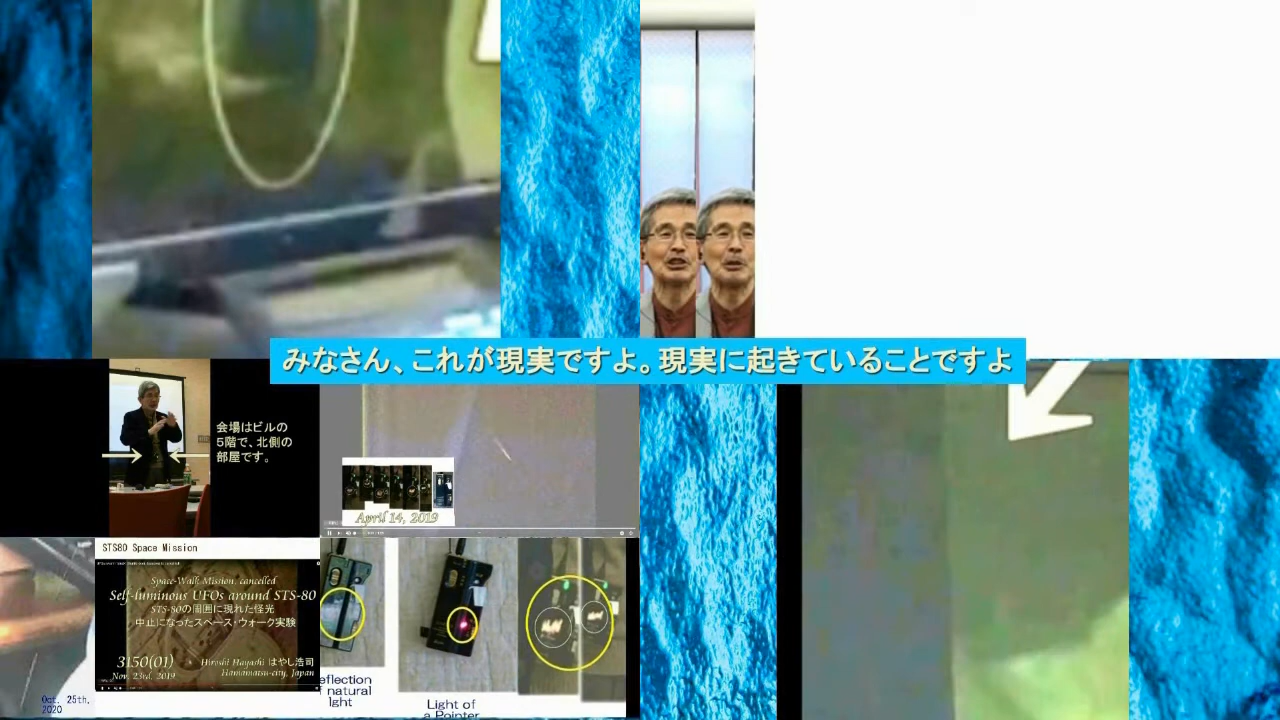 みなさん、これが現実ですよ。現実に起きていることですよ
会場はビルの
5階で、北側の
部屋です。
April 14, 2019
STS80 Space Mission
Space-Walk Mission, cancelled
Self-luminous UFOs around STS-80
STS-80の周囲に現れた怪光
中止になったスペース・ウォーク実験
3150(01)
Nov. 23rd, 2019
Hiroshi Hayashi はやし浩司
Hamamatsu-city, Japan
Oct. 25th,
2020
eflection
natural
lght
Light of
a Pointer